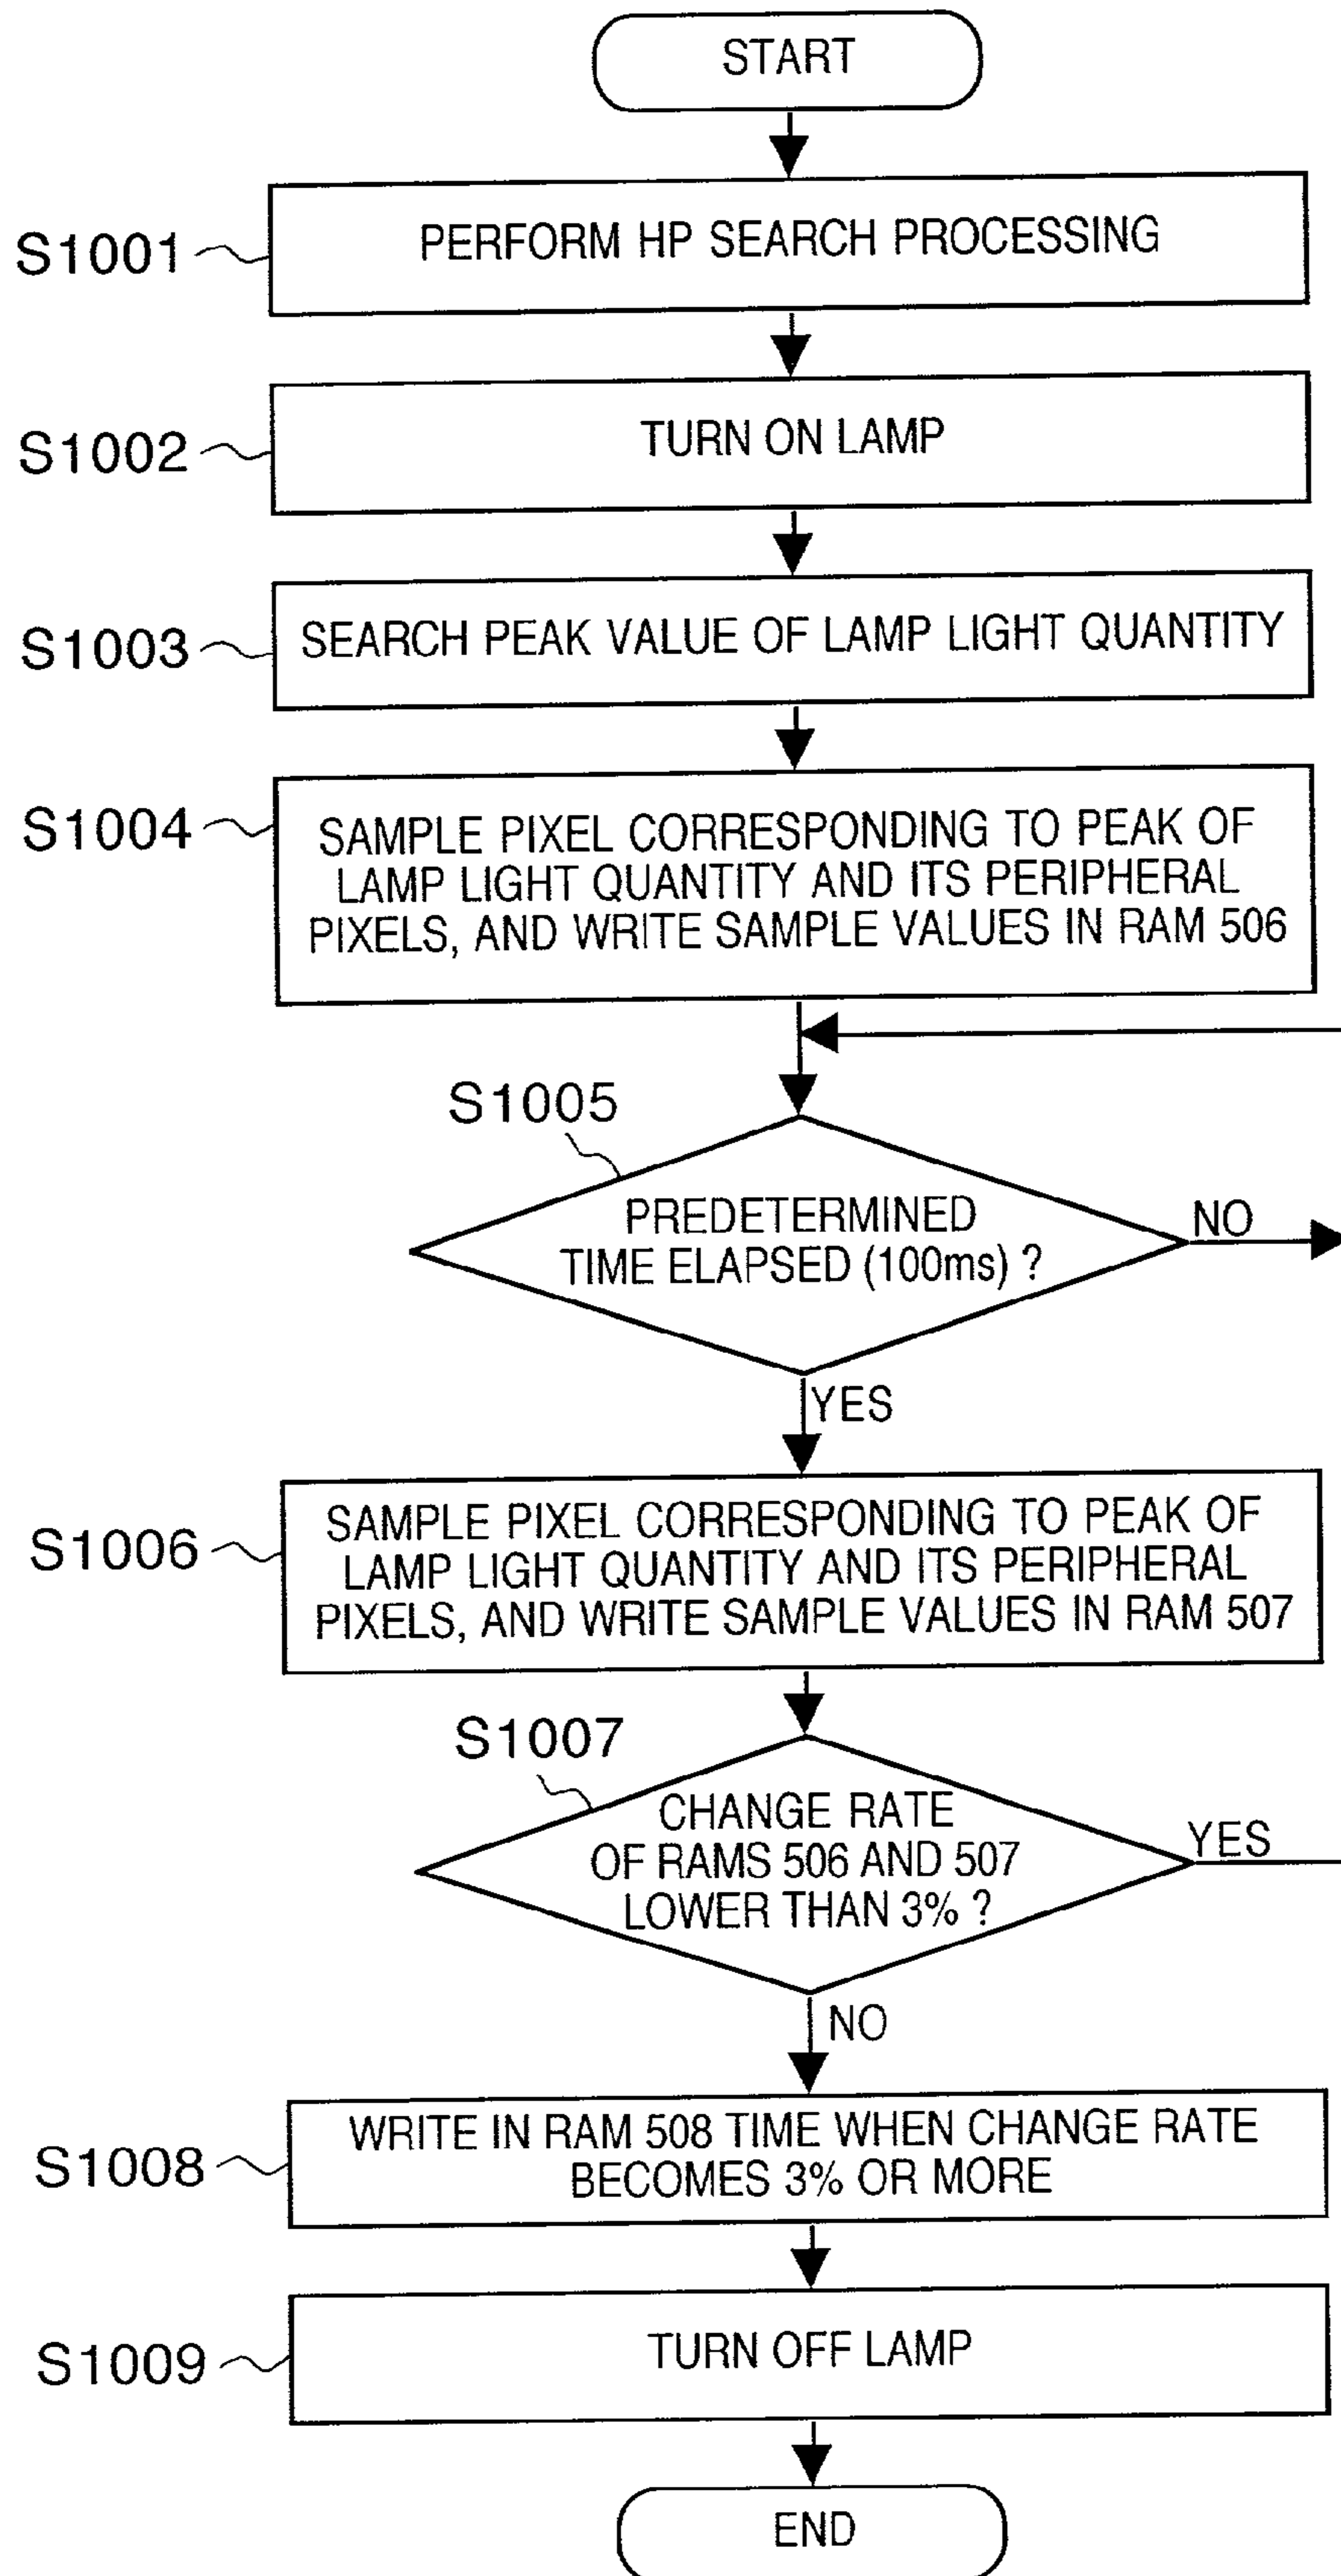 START
S1001
PERFORM HP SEARCH PROCESSING
S1002
TURN ON LAMP
S1003
SEARCH PEAK VALUE OF LAMP LIGHT QUANTITY
S1004
SAMPLE PIXEL CORRESPONDING TO PEAK OF
LAMP LIGHT QUANTITY AND ITS PERIPHERAL
PIXELS, AND WRITE SAMPLE VALUES IN RAM 506
S1005
PREDETERMINED
TIME ELAPSED (100ms) ?
NO
YES
S1006
SAMPLE PIXEL CORRESPONDING TO PEAK OF
LAMP LIGHT QUANTITY AND ITS PERIPHERAL
PIXELS, AND WRITE SAMPLE VALUES IN RAM 507
S1007
CHANGE RATE
OF RAMS 506 AND 507
LOWER THAN 3% ?
YES
NO
S1008
WRITE IN RAM 508 TIME WHEN CHANGE RATE
BECOMES 3% OR MORE
S1009
TURN OFF LAMP
END